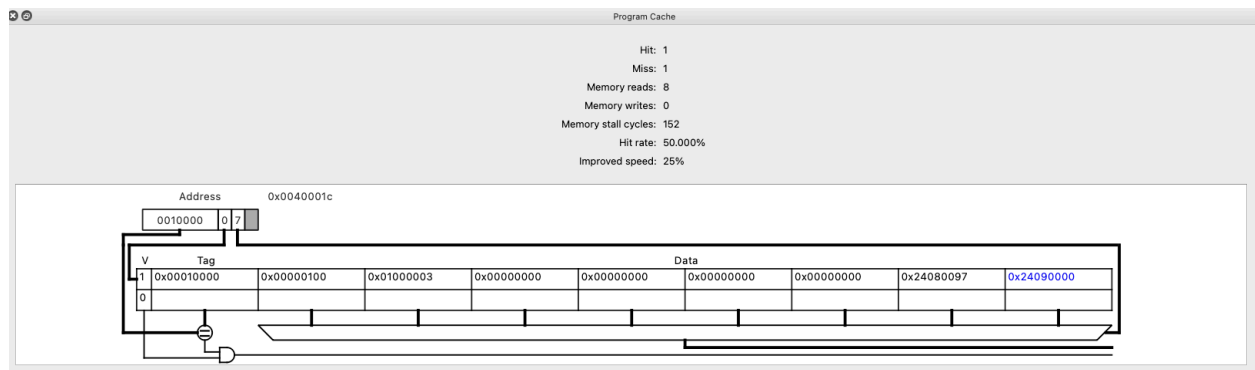 Program Cache
Hit: 1
Miss: 1
Memory reads: 8
Memory writes: 0
Memory stall cycles: 152
Hit rate: 50.000%
Improved speed: 25%
Address 0x0040001c
0010000 0 7
V Tag Data
1 0x00010000 0x00000100 0x01000003 0x00000000 0x00000000 0x00000000 0x00000000 0x24080097 0x24090000
0